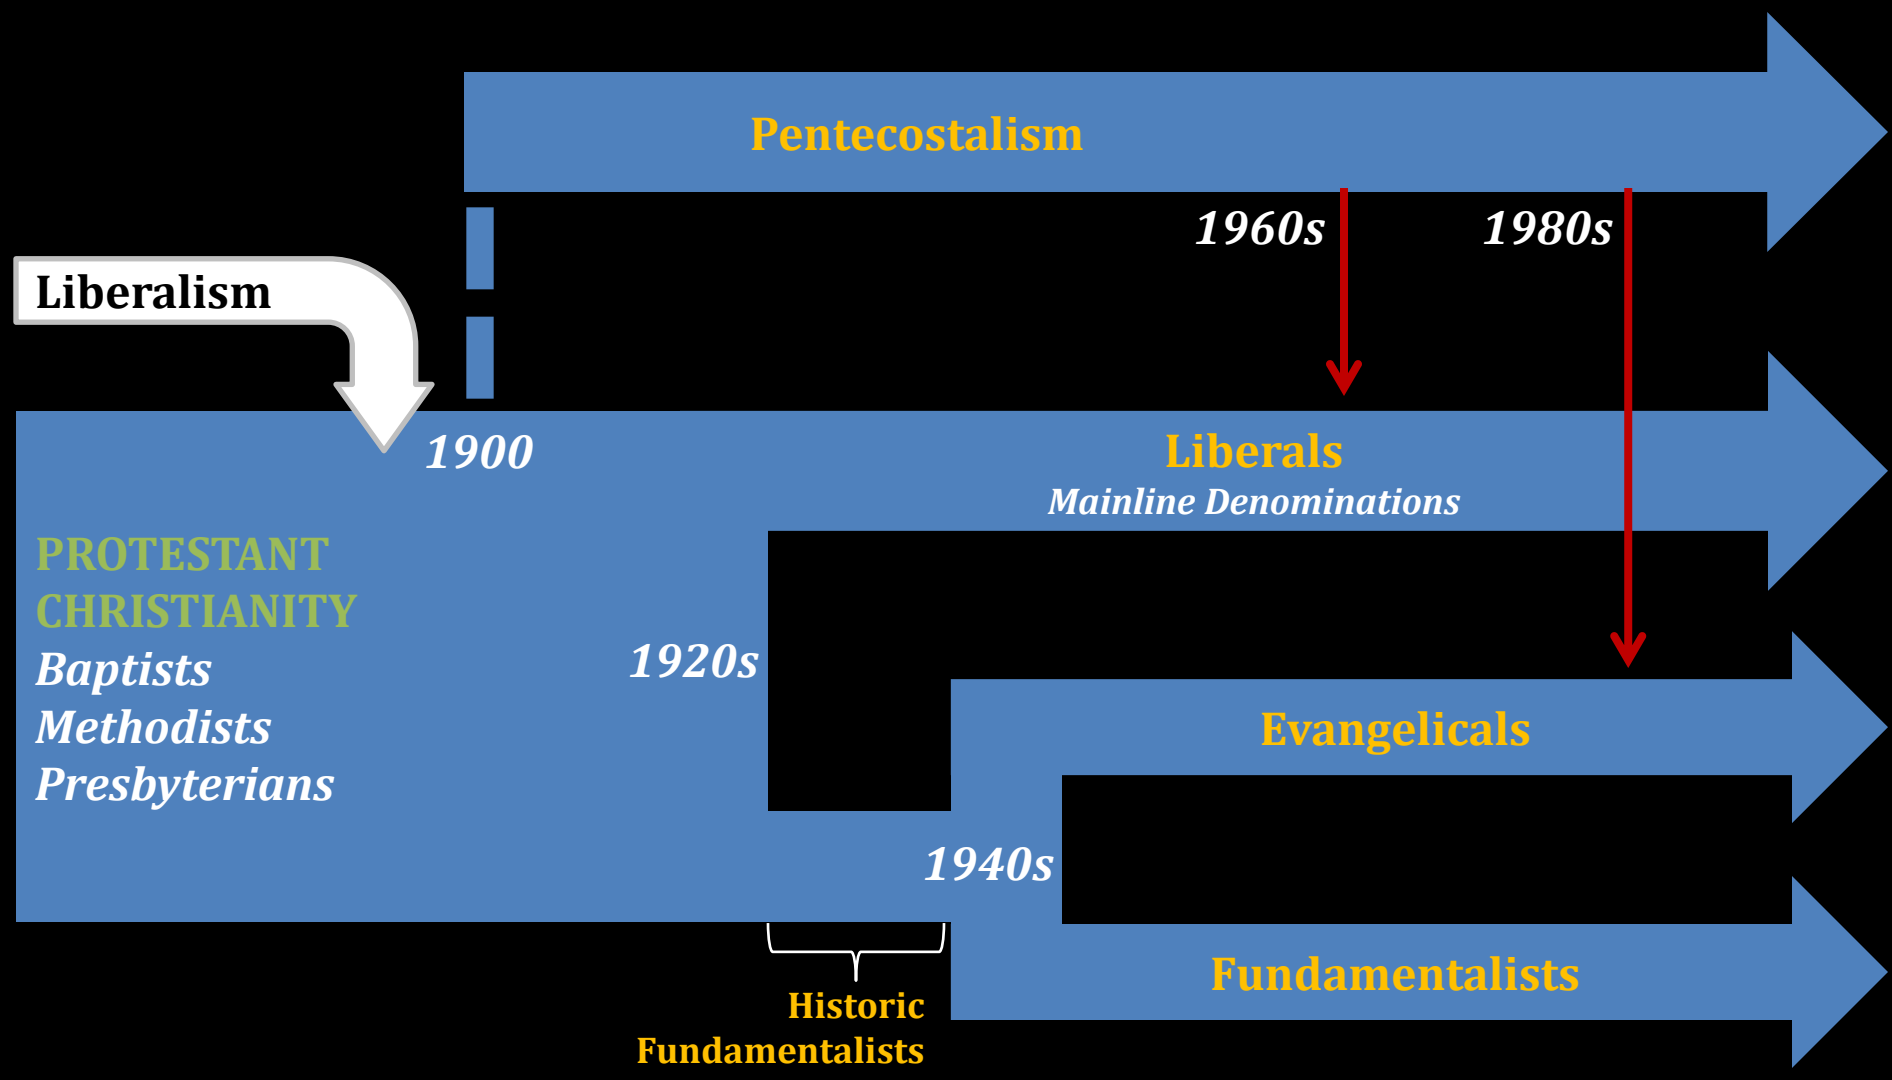 Pentecostalism
1960s
1980s
Liberalism
1900
Liberals
Mainline Denominations
PROTESTANT
CHRISTIANITY
Baptists
Methodists
Presbyterians
1920s
Evangelicals
1940s
Fundamentalists
Historic
Fundamentalists